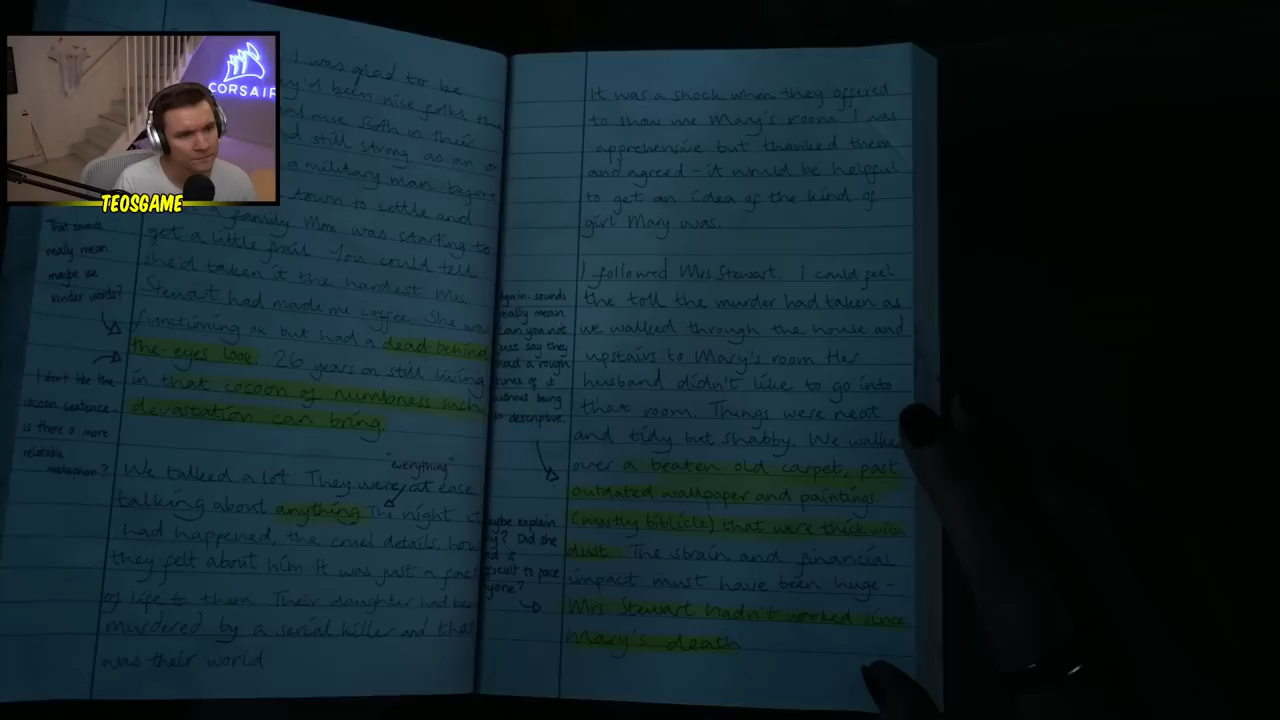 CORSAIR
TEOSGAME
I was glad to be
been nice folks, the
Both in their
still strong as an
a military man before
town to settle and
a family Mrs was starting to
get a little frail You could tell
she'd taken it the hardest Mrs
Stewart had made me coffee. She was
functioning ok but had a dead-behind
the-eyes look. 26 years on still living
in that cocoon of numbness such
devastation can bring.
That sounds
really mean
maybe use
kinder words?
I don't like the
sentence
is there a more
relatable
metaphor?
"everything"
We talked a lot They were at ease
talking about anything The night it
had happened, the cruel details, how
they felt about him It was just a fact
of life to them Their daughter had been
murdered by a serial killer and that
was their world
It was a shock when they offered
to show me Mary's room. I was
apprehensive but thanked them
and agreed - it would be helpful
to get an idea of the kind of
girl Mary was.
I followed Mrs Stewart. I could feel
the toll the murder had taken as
we walked through the house and
upstairs to Mary's room Her
husband didn't like to go into
that room. Things were neat
and tidy but shabby. We walked
over a beaten old carpet, past
outdated wallpaper and paintings
(mostly biblicle) that were thick with
dust The strain and financial
impact must have been huge -
Mrs. Stewart hadn't worked since
Mary's death
Again - sounds
really mean
can you not
just say they
had a rough
time of it
without being
so descriptive
Maybe explain
? Did she
it
difficult to face
anyone?